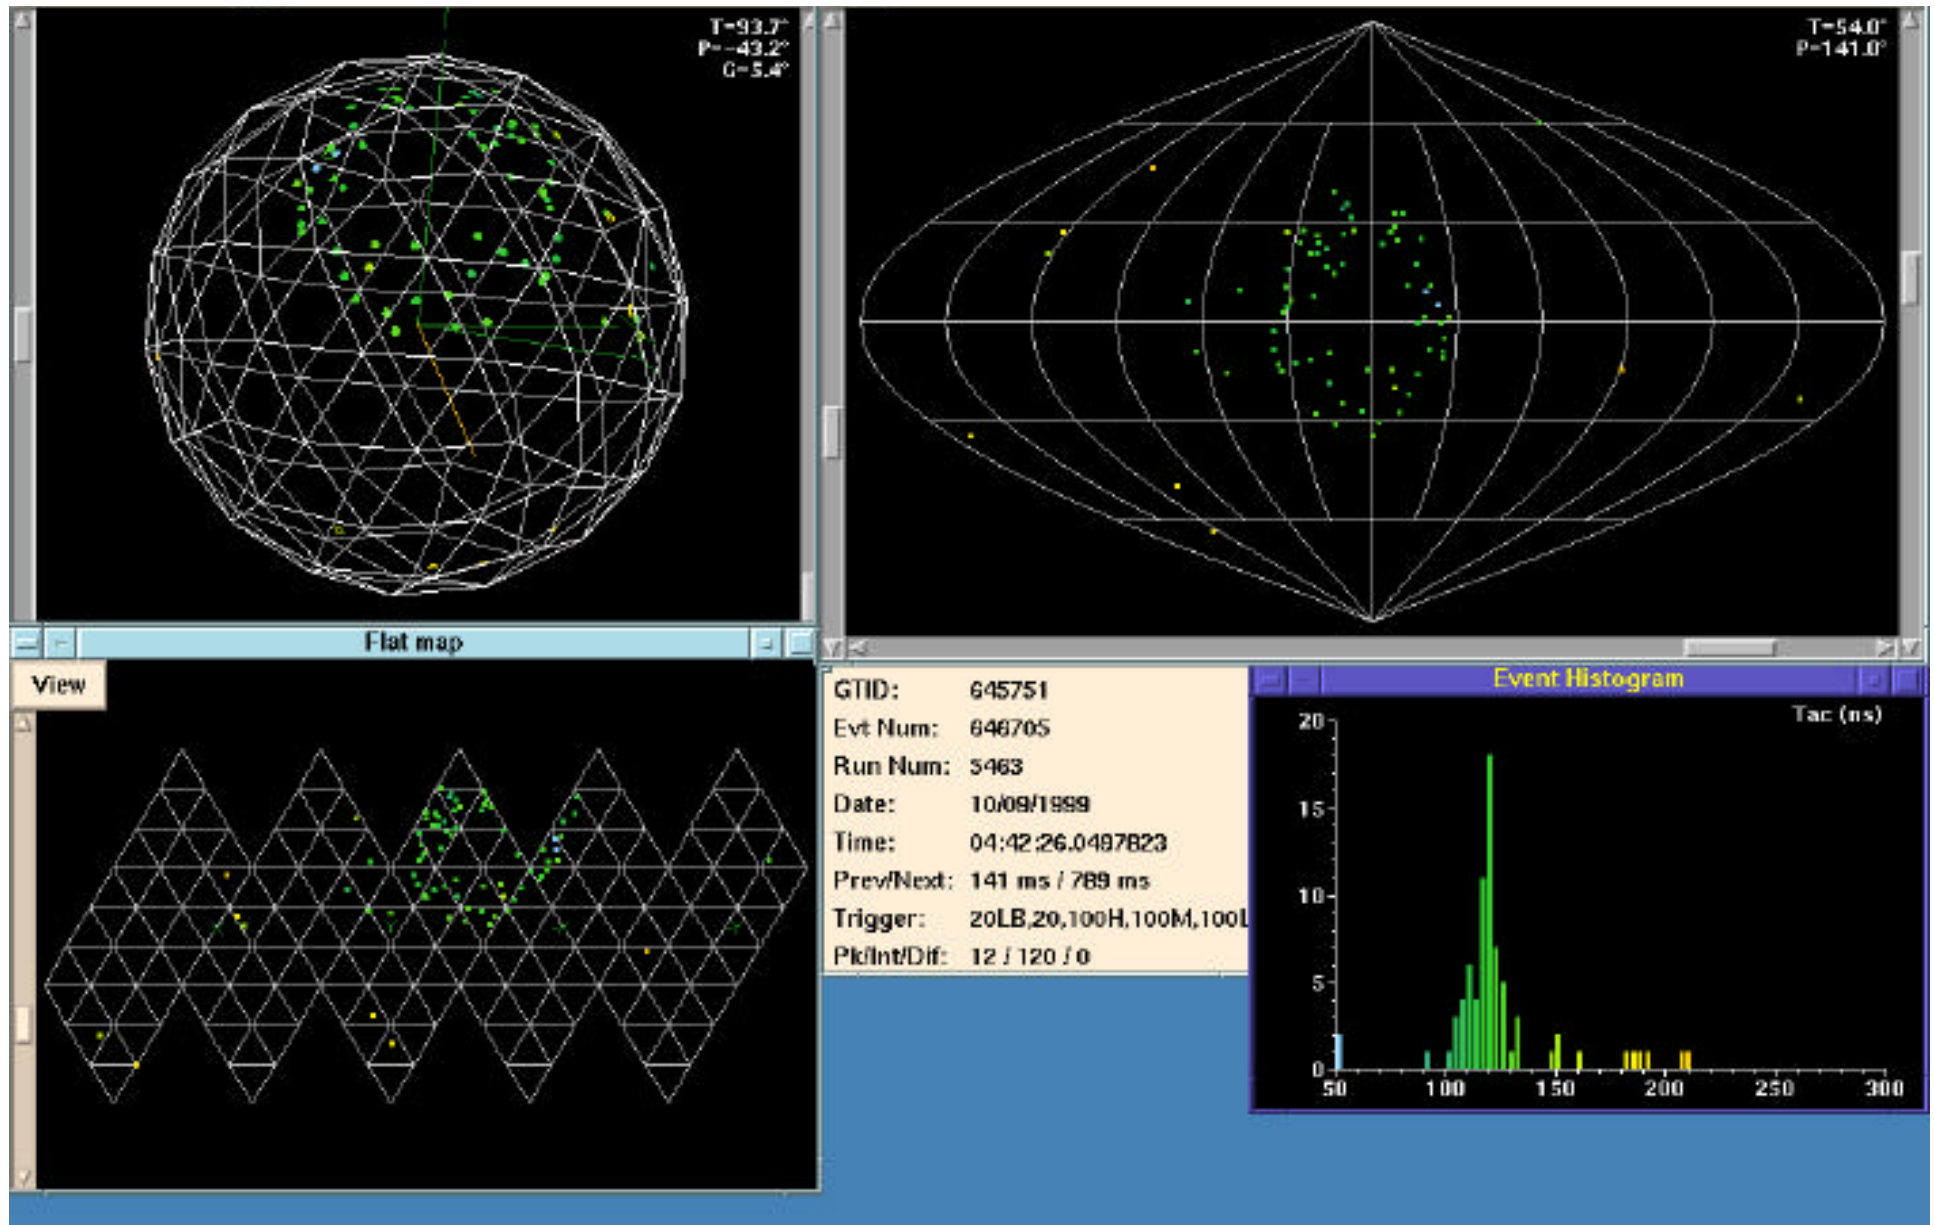 T=93.7°
P=-43.2°
G=5.4°
T=54.0°
P=141.0°
Flat map
View
GTID: 645751
Evt Num: 646705
Run Num: 5463
Date: 10/09/1999
Time: 04:42:26.0497823
Prev/Next: 141 ms / 789 ms
Trigger: 20LB,20,100H,100M,100L
Pk/Int/Dif: 12 / 120 / 0
Event Histogram
Tac (ns)
20
15
10
5
0
50 100 150 200 250 300